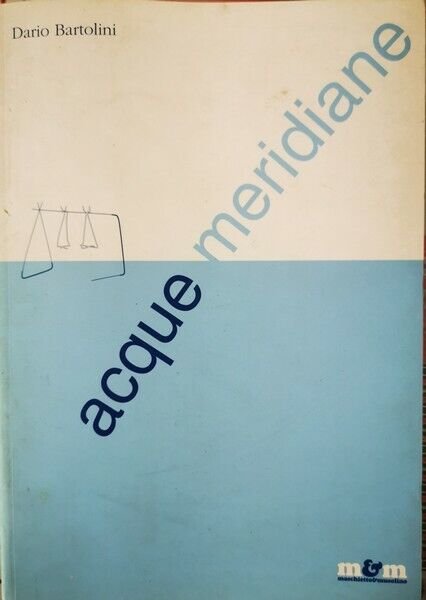 Dario Bartolini
acque meridiane
m&m
maschietto&musolino